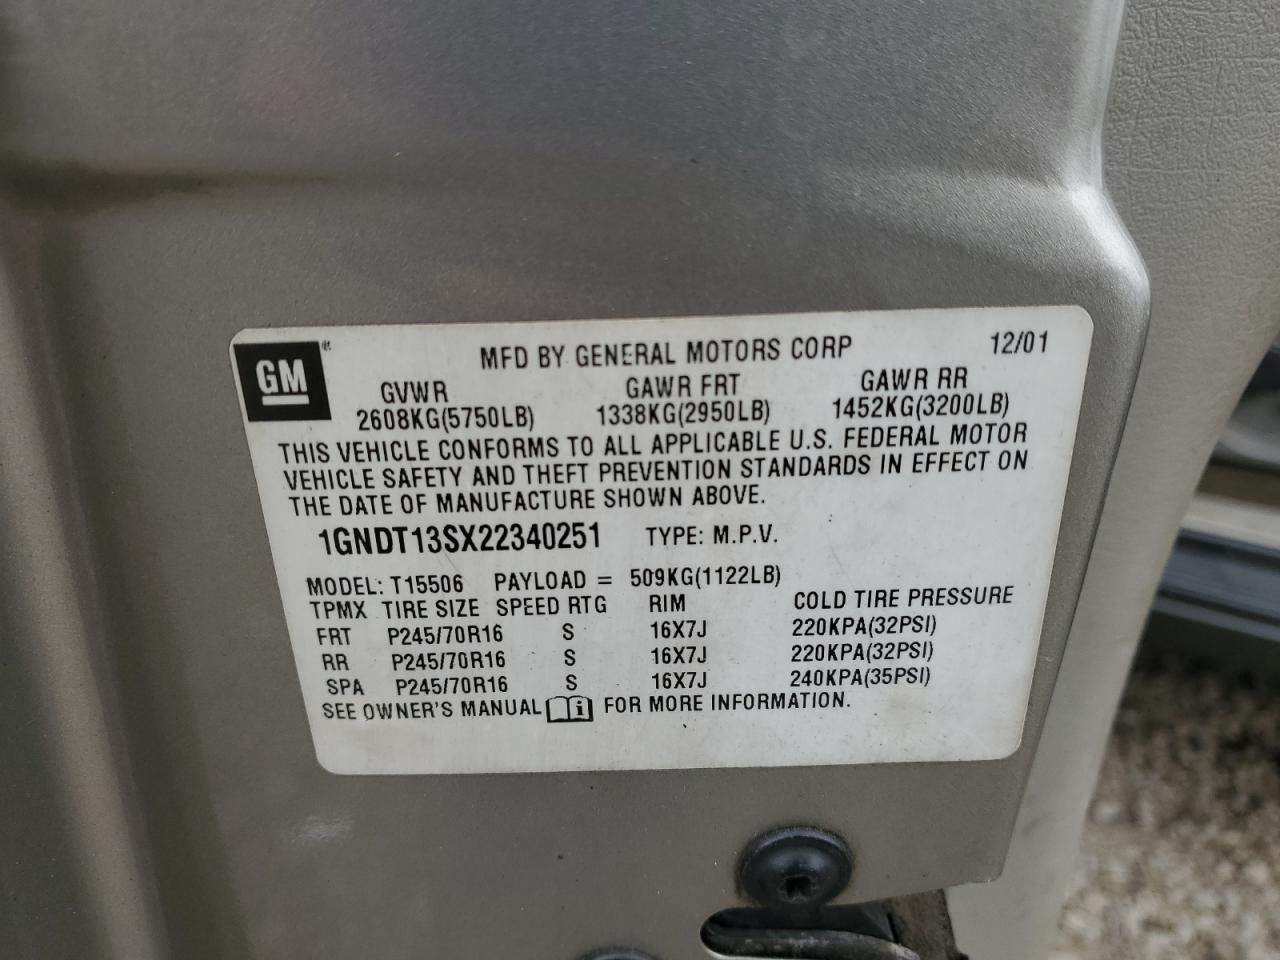 GM®
MFD BY GENERAL MOTORS CORP 12/01
GVWR GAWR FRT GAWR RR
2608KG(5750LB) 1338KG(2950LB) 1452KG(3200LB)
THIS VEHICLE CONFORMS TO ALL APPLICABLE U.S. FEDERAL MOTOR
VEHICLE SAFETY AND THEFT PREVENTION STANDARDS IN EFFECT ON
THE DATE OF MANUFACTURE SHOWN ABOVE.
1GNDT13SX22340251 TYPE: M.P.V.
MODEL: T15506 PAYLOAD = 509KG(1122LB)
TPMX TIRE SIZE SPEED RTG RIM COLD TIRE PRESSURE
FRT P245/70R16 S 16X7J 220KPA(32PSI)
RR P245/70R16 S 16X7J 220KPA(32PSI)
SPA P245/70R16 S 16X7J 240KPA(35PSI)
SEE OWNER'S MANUAL i FOR MORE INFORMATION.